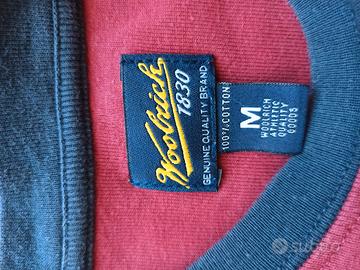 Woolrich
1830
GENUINE QUALITY BRAND
100% COTTON
M
WOOLRICH
ATHLETIC
QUALITY
GOODS
subito